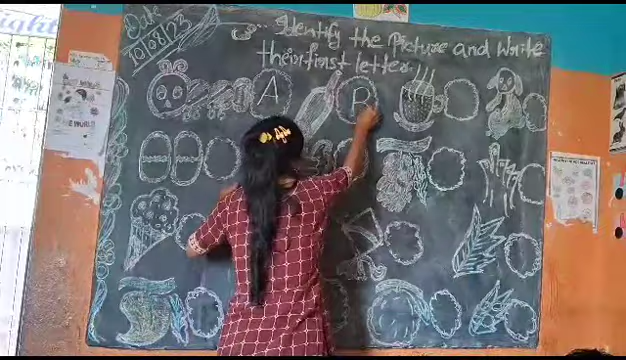 Date
10/08/23
Identify the Picture and Write
their first letter
A
B